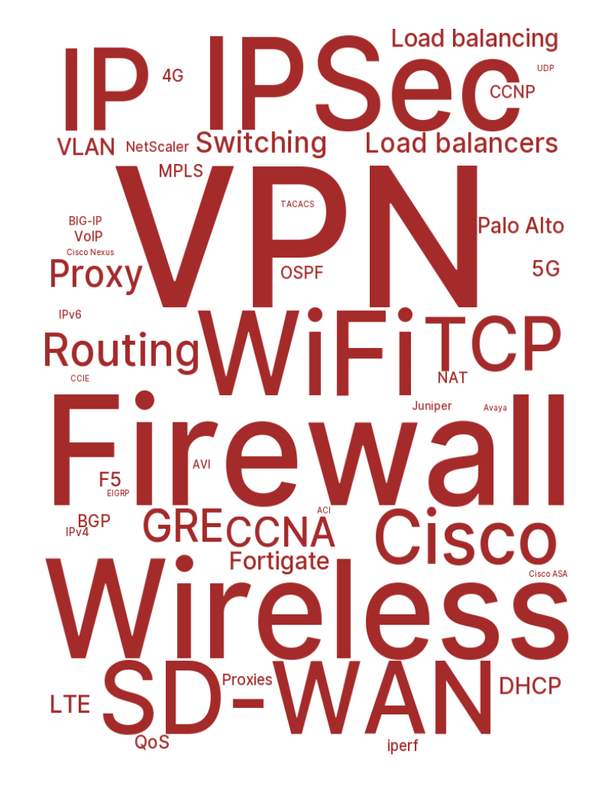 Load balancing
IP 4G IPSec UDP
CCNP
VLAN NetScaler Switching Load balancers
MPLS
VPN
TACACS
BIG-IP
VoIP
Palo Alto
Cisco Nexus
Proxy OSPF 5G
IPv6
Routing WiFi TCP
CCIE NAT
Juniper Avaya
Firewall
AVI
F5
EIGRP
ACI
BGP GRE CCNA Cisco
IPv4
Fortigate
Cisco ASA
Wireless
Proxies
LTE SD-WAN DHCP
QoS iperf